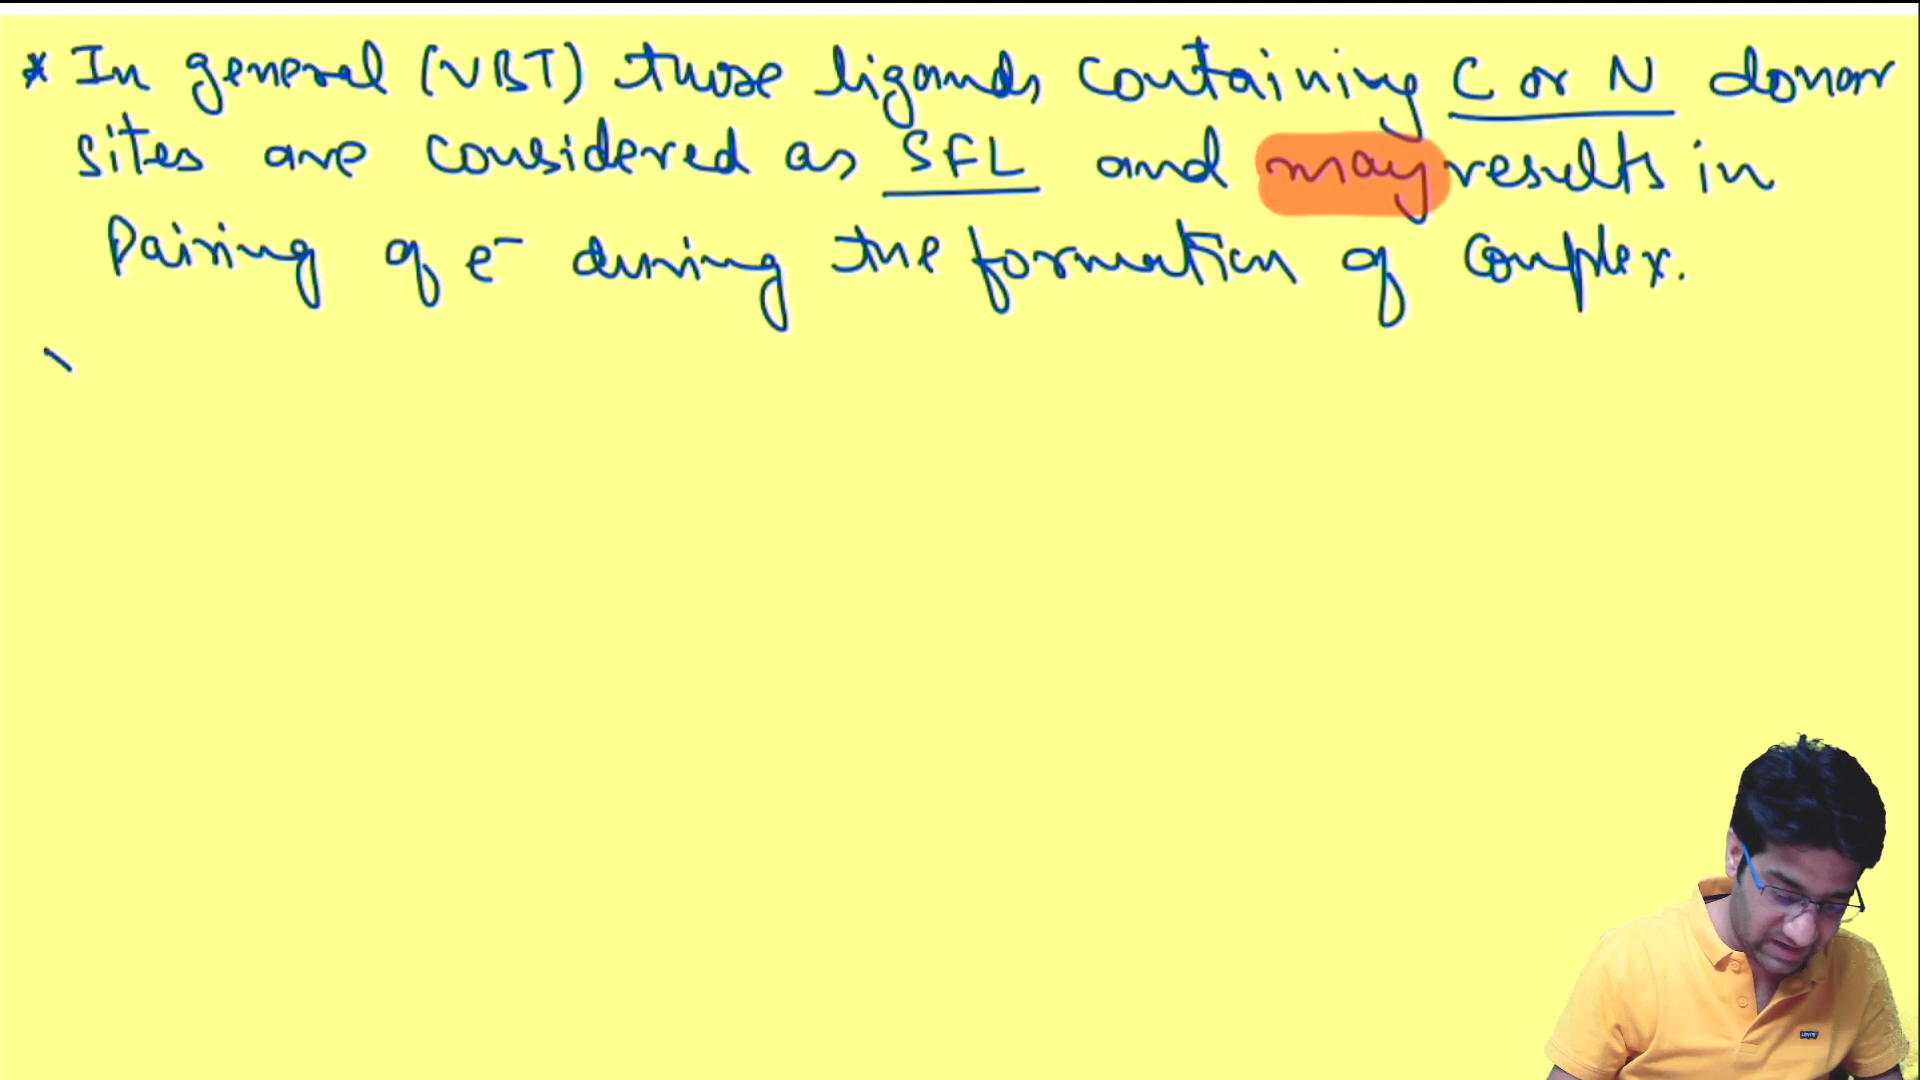 * In general (VBT) those ligands containing C or N donor
sites are considered as SFL and may results in
Pairing of e⁻ during the formation of complex.